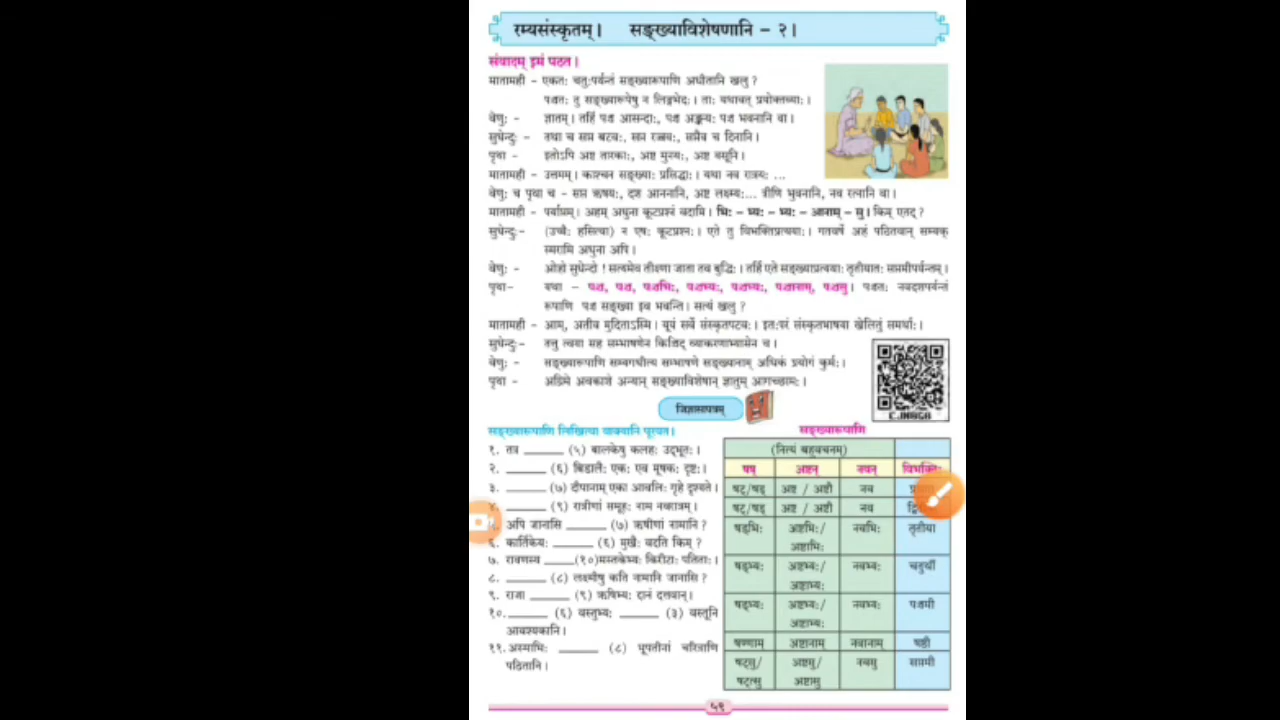 रम्यसंस्कृतम्। सङ्ख्याविशेषणानि – २।
संवादम् इमं पठत।
मातामही – एकतः चतुःपर्यन्तं सङ्ख्यारूपाणि अधीतानि खलु ?
पञ्चतः तु सङ्ख्यारूपेषु न लिङ्गभेदः। ताः यथावत् प्रयोक्तव्याः।
वेणुः – ज्ञातम्। तर्हि पञ्च आसन्दाः, पञ्च अङ्गुल्यः पञ्च भवनानि वा।
सुधेन्दुः – तथा च सप्त बटवः, सप्त रज्जवः, सप्तैव च दिनानि।
पृथा – इतोऽपि अष्ट तारकाः, अष्ट मुनयः, अष्ट वसूनि।
मातामही – उत्तमम्। काश्चन सङ्ख्याः प्रसिद्धाः। यथा नव रात्रयः ...
वेणुः च पृथा च – सप्त ऋषयः, दश आननानि, अष्ट लक्ष्म्यः... त्रीणि भुवनानि, नव रत्नानि वा।
मातामही – पर्याप्तम्। अहम् अधुना कूटप्रश्नं वदामि। भिः – भ्यः – भ्यः – आनाम् – सु। किम् एतद् ?
सुधेन्दुः– (उच्चैः हसित्वा) न एषः कूटप्रश्नः। एते तु विभक्तिप्रत्ययाः। गतवर्षे अहं पठितवान् सम्यक्
स्मरामि अधुना अपि।
वेणुः – ओहो सुधेन्दो ! सत्यमेव तीक्ष्णा जाता तव बुद्धिः। तर्हि एते सङ्ख्याप्रत्ययाः तृतीयातः सप्तमीपर्यन्तम्।
पृथा– यथा – पञ्च, पञ्च, पञ्चभिः, पञ्चभ्यः, पञ्चभ्यः, पञ्चानाम्, पञ्चसु। पञ्चतः नवदशपर्यन्तं
रूपाणि पञ्च सङ्ख्या इव भवन्ति। सत्यं खलु ?
मातामही – आम्, अतीव मुदिताऽस्मि। यूयं सर्वे संस्कृतपटवः। इतःपरं संस्कृतभाषया खेलितुं समर्थाः।
सुधेन्दुः– तत्तु त्वया सह सम्भाषणेन किञ्चिद् व्याकरणाभ्यासेन च।
वेणुः – सङ्ख्यारूपाणि सम्यगधीत्य सम्भाषणे सङ्ख्यानाम् अधिकं प्रयोगं कुर्मः।
पृथा – अग्रिमे अवकाशे अन्यान् सङ्ख्याविशेषान् ज्ञातुम् आगच्छामः।
जिज्ञासापत्रम्
सङ्ख्यारूपाणि लिखित्वा वाक्यानि पूरयत।
१. तत्र ______ (५) बालकेषु कलहः उद्भूतः।
२. ______ (६) बिडालैः एकः एव मूषकः दृष्टः।
३. ______ (७) दीपानाम् एका आवलिः गृहे दृश्यते।
४. ______ (९) रात्रीणां समूहः नाम नवरात्रम्।
अपि जानासि ______ (७) ऋषीणां नामानि ?
६. कार्तिकेयः ______ (६) मुखैः वदति किम् ?
७. रावणस्य ______ (१०)मस्तकेभ्यः किरीटाः पतिताः।
८. ______ (८) लक्ष्मीषु कति नामानि जानासि ?
९. राजा ______ (९) ऋषिभ्यः दानं दत्तवान्।
१०. ______ (६) वस्तुभ्यः ______ (३) वस्तूनि
आवश्यकानि।
११. अस्माभिः ______ (८) भूपतीनां चरित्राणि
पठितानि।
सङ्ख्यारूपाणि
(नित्यं बहुवचनम्)
षष् अष्टन् नवन् विभक्तिः
षट्/षड् अष्ट / अष्टौ नव
षट्/षड् अष्ट / अष्टौ नव
षड्भिः अष्टभिः/ नवभिः तृतीया
अष्टाभिः
षड्भ्यः अष्टभ्यः/ नवभ्यः चतुर्थी
अष्टाभ्यः
षड्भ्यः अष्टभ्यः/ नवभ्यः पञ्चमी
अष्टाभ्यः
षण्णाम् अष्टानाम् नवानाम् षष्ठी
षट्सु/ अष्टसु/ नवसु सप्तमी
षट्त्सु अष्टासु
५९